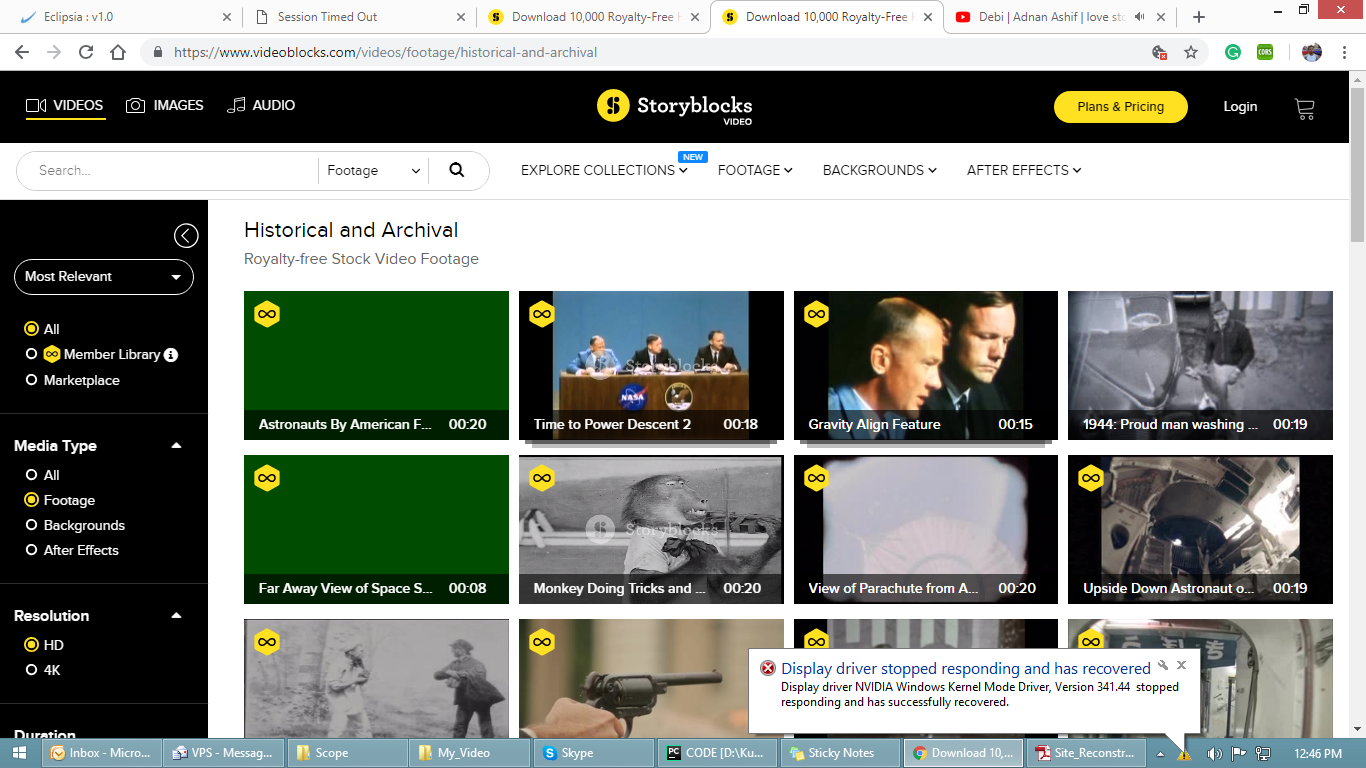 Eclipsia : v1.0
Session Timed Out
Download 10,000 Royalty-Free H
Download 10,000 Royalty-Free H
Debi | Adnan Ashif | love sto
https://www.videoblocks.com/videos/footage/historical-and-archival
CORS
VIDEOS
IMAGES
AUDIO
Storyblocks
VIDEO
Plans & Pricing
Login
Search...
Footage
EXPLORE COLLECTIONS
NEW
FOOTAGE
BACKGROUNDS
AFTER EFFECTS
Most Relevant
All
Member Library
Marketplace
Media Type
All
Footage
Backgrounds
After Effects
Resolution
HD
4K
Duration
Historical and Archival
Royalty-free Stock Video Footage
Storyblocks
NASA
Astronauts By American F... 00:20
Time to Power Descent 2 00:18
Gravity Align Feature 00:15
1944: Proud man washing ... 00:19
Storyblocks
Far Away View of Space S... 00:08
Monkey Doing Tricks and ... 00:20
View of Parachute from A... 00:20
Upside Down Astronaut o... 00:19
Display driver stopped responding and has recovered
Display driver NVIDIA Windows Kernel Mode Driver, Version 341.44 stopped
responding and has successfully recovered.
Inbox - Micro...
VPS - Messag...
Scope
My_Video
Skype
CODE [D:\Ku...
Sticky Notes
Download 10,...
Site_Reconstr...
12:46 PM